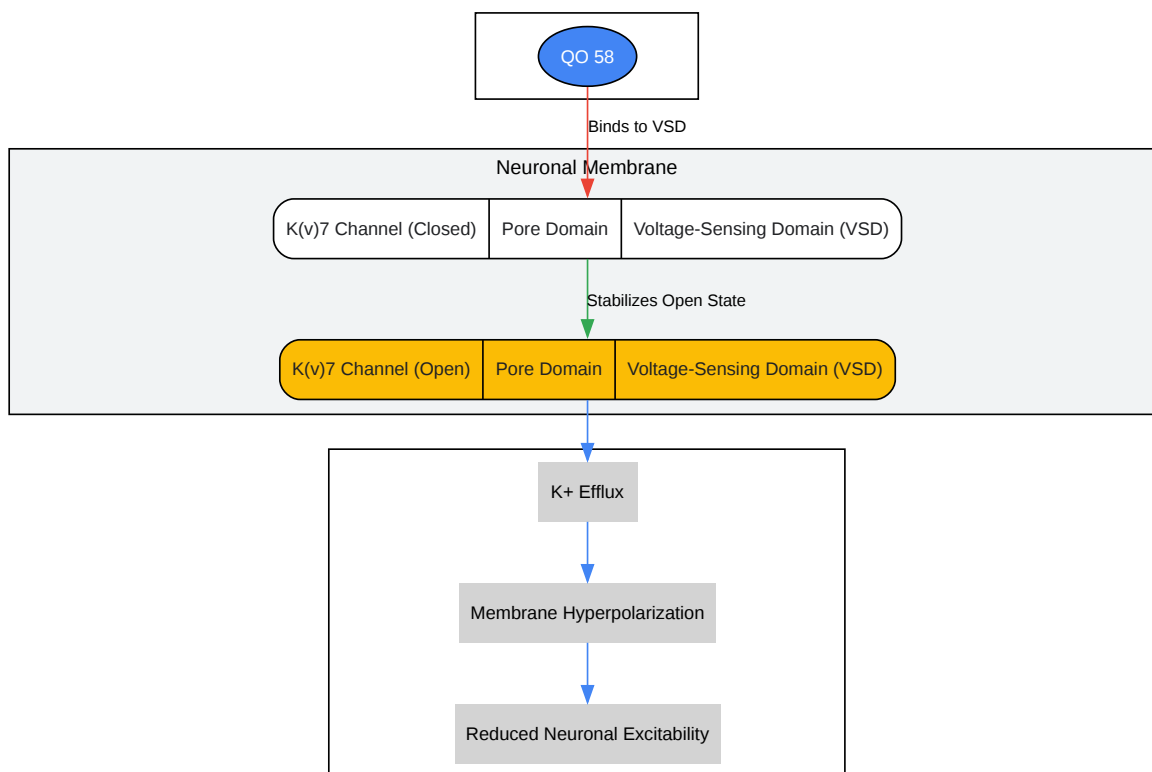 QO 58
Binds to VSD
Neuronal Membrane
K(v)7 Channel (Closed) Pore Domain Voltage-Sensing Domain (VSD)
Stabilizes Open State
K(v)7 Channel (Open) Pore Domain Voltage-Sensing Domain (VSD)
K+ Efflux
Membrane Hyperpolarization
Reduced Neuronal Excitability